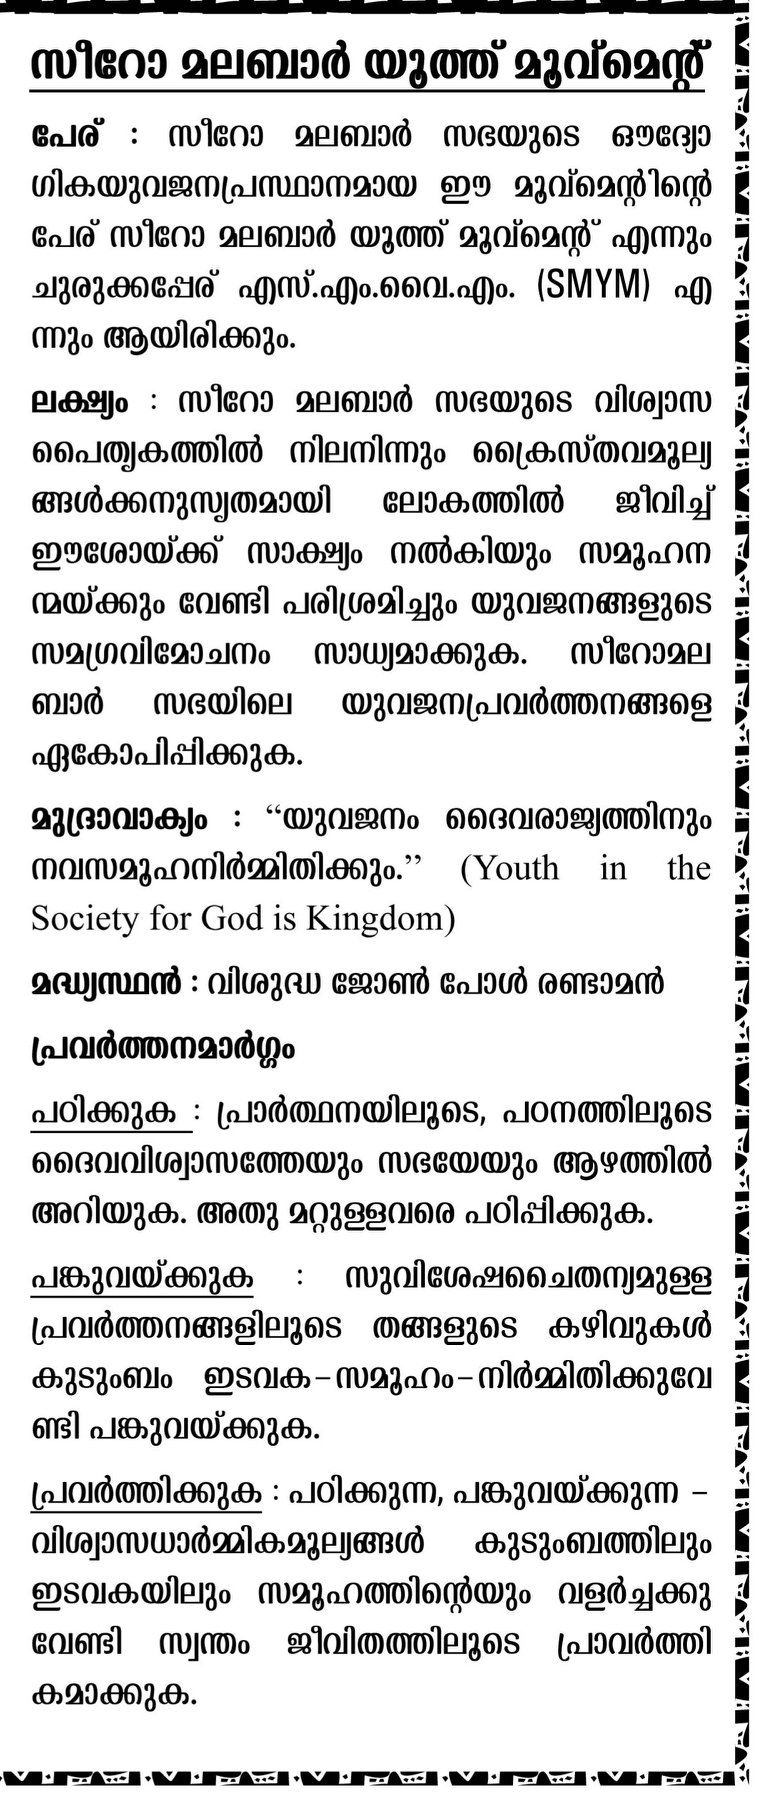 സീറോ മലബാർ യൂത്ത് മൂവ്മെന്റ്
പേര് : സീറോ മലബാർ സഭയുടെ ഔദ്യോ
ഗികയുവജനപ്രസ്ഥാനമായ ഈ മൂവ്മെന്റിന്റെ
പേര് സീറോ മലബാർ യൂത്ത് മൂവ്മെന്റ് എന്നും
ചുരുക്കപ്പേര് എസ്.എം.വൈ.എം. (SMYM) എ
ന്നും ആയിരിക്കും.
ലക്ഷ്യം : സീറോ മലബാർ സഭയുടെ വിശ്വാസ
പൈതൃകത്തിൽ നിലനിന്നും ക്രൈസ്തവമൂല്യ
ങ്ങൾക്കനുസൃതമായി ലോകത്തിൽ ജീവിച്ച്
ഈശോയ്ക്ക് സാക്ഷ്യം നൽകിയും സമൂഹന
ന്മയ്ക്കും വേണ്ടി പരിശ്രമിച്ചും യുവജനങ്ങളുടെ
സമഗ്രവിമോചനം സാധ്യമാക്കുക. സീറോമല
ബാർ സഭയിലെ യുവജനപ്രവർത്തനങ്ങളെ
ഏകോപിപ്പിക്കുക.
മുദ്രാവാക്യം : “യുവജനം ദൈവരാജ്യത്തിനും
നവസമൂഹനിർമ്മിതിക്കും.” (Youth in the
Society for God is Kingdom)
മദ്ധ്യസ്ഥൻ : വിശുദ്ധ ജോൺ പോൾ രണ്ടാമൻ
പ്രവർത്തനമാർഗ്ഗം
പഠിക്കുക : പ്രാർത്ഥനയിലൂടെ, പഠനത്തിലൂടെ
ദൈവവിശ്വാസത്തേയും സഭയേയും ആഴത്തിൽ
അറിയുക. അതു മറ്റുള്ളവരെ പഠിപ്പിക്കുക.
പങ്കുവയ്ക്കുക : സുവിശേഷചൈതന്യമുള്ള
പ്രവർത്തനങ്ങളിലൂടെ തങ്ങളുടെ കഴിവുകൾ
കുടുംബം ഇടവക-സമൂഹം-നിർമ്മിതിക്കുവേ
ണ്ടി പങ്കുവയ്ക്കുക.
പ്രവർത്തിക്കുക : പഠിക്കുന്ന, പങ്കുവയ്ക്കുന്ന –
വിശ്വാസധാർമ്മികമൂല്യങ്ങൾ കുടുംബത്തിലും
ഇടവകയിലും സമൂഹത്തിന്റെയും വളർച്ചക്കു
വേണ്ടി സ്വന്തം ജീവിതത്തിലൂടെ പ്രാവർത്തി
കമാക്കുക.